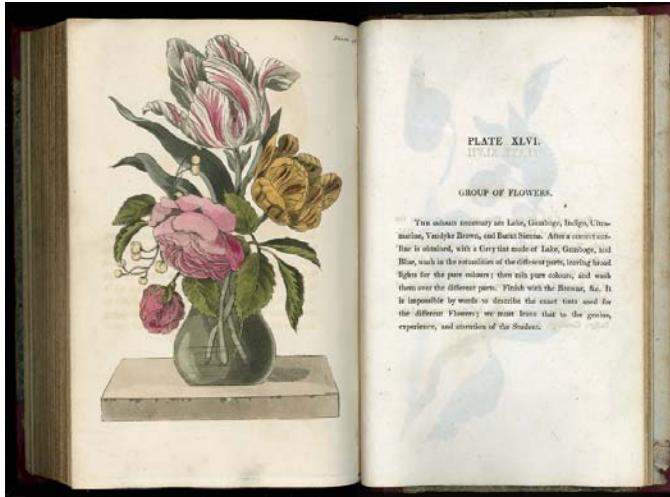 PLATE XLVI.
GROUP OF FLOWERS.
THE colours necessary are Lake, Gamboge, Indigo, Ultra-
marine, Vandyke Brown, and Burnt Sienna. After a correct out-
line is obtained, with a Grey tint made of Lake, Gamboge, and
Blue, wash in the rotundities of the different parts, leaving broad
lights for the pure colours; then mix pure colours, and wash
them over the different parts. Finish with the Browns, &c. It
is impossible by words to describe the exact tints used for
the different Flowers; we must leave that to the genius,
experience, and attention of the Student.